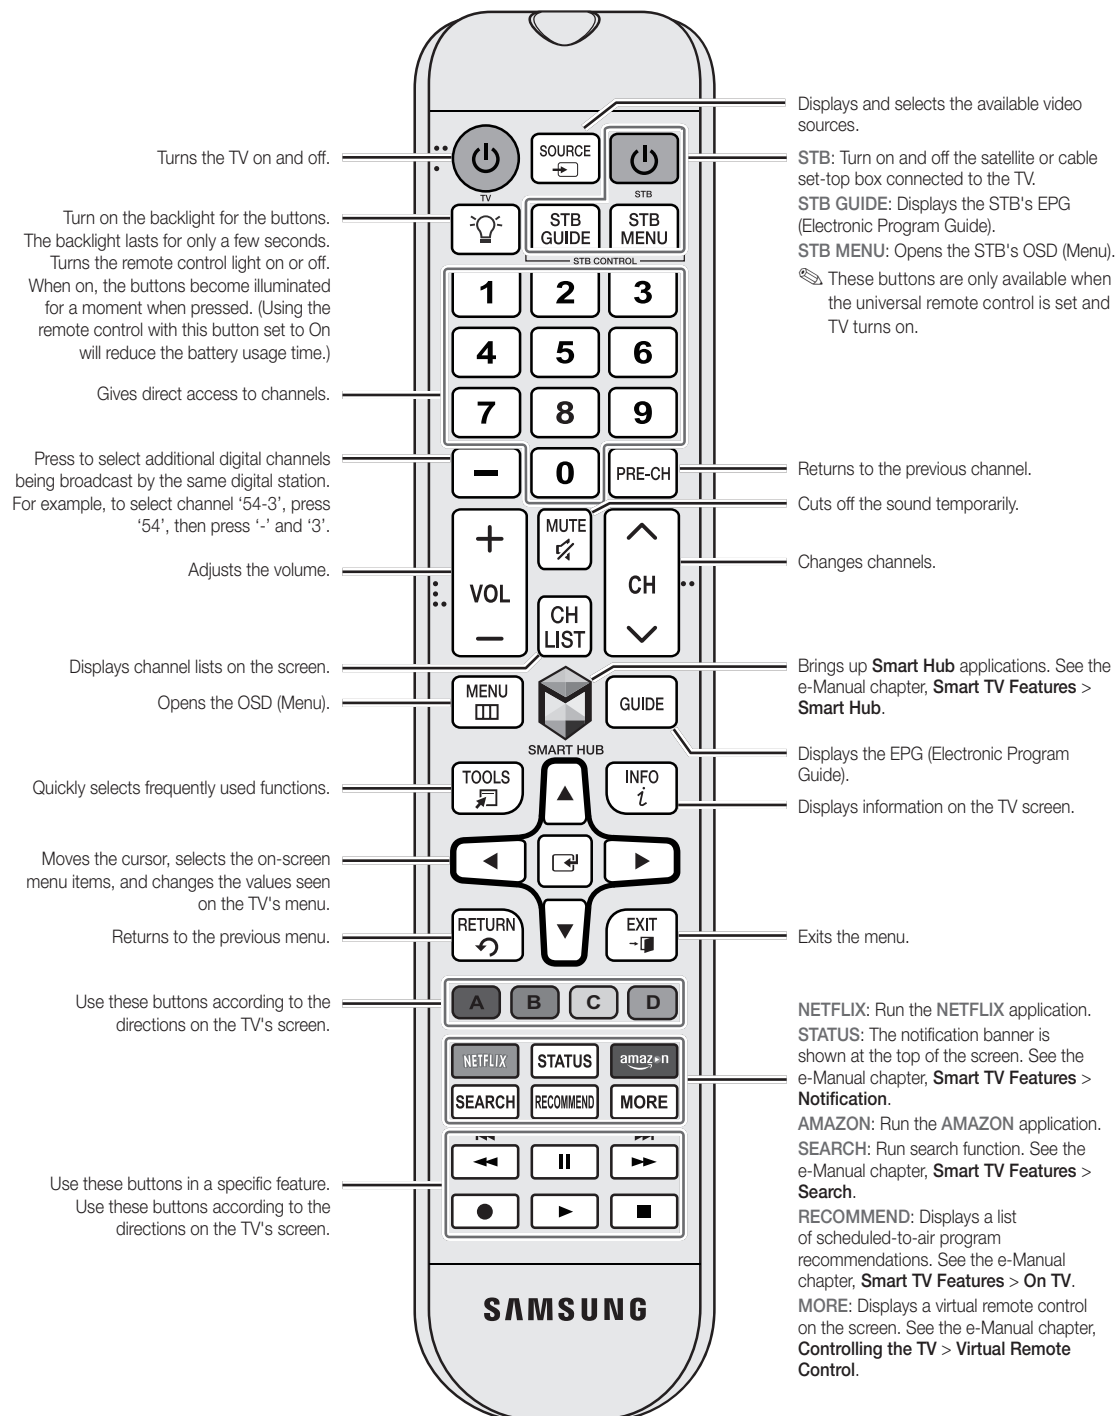 Turns the TV on and off.
Turn on the backlight for the buttons.
The backlight lasts for only a few seconds.
Turns the remote control light on or off.
When on, the buttons become illuminated
for a moment when pressed. (Using the
remote control with this button set to On
will reduce the battery usage time.)
Gives direct access to channels.
Press to select additional digital channels
being broadcast by the same digital station.
For example, to select channel ‘54-3’, press
‘54’, then press ‘-’ and ‘3’.
Adjusts the volume.
Displays channel lists on the screen.
Opens the OSD (Menu).
Quickly selects frequently used functions.
Moves the cursor, selects the on-screen
menu items, and changes the values seen
on the TV's menu.
Returns to the previous menu.
Use these buttons according to the
directions on the TV's screen.
Use these buttons in a specific feature.
Use these buttons according to the
directions on the TV's screen.
SOURCE
TV
STB
STB
GUIDE
STB
MENU
STB CONTROL
1 2 3
4 5 6
7 8 9
– 0 PRE-CH
MUTE
+
VOL
–
CH
CH
LIST
MENU
GUIDE
SMART HUB
TOOLS
INFO
i
RETURN
EXIT
A B C D
NETFLIX STATUS amazon
SEARCH RECOMMEND MORE
SAMSUNG
Displays and selects the available video
sources.
STB: Turn on and off the satellite or cable
set-top box connected to the TV.
STB GUIDE: Displays the STB's EPG
(Electronic Program Guide).
STB MENU: Opens the STB's OSD (Menu).
These buttons are only available when
the universal remote control is set and
TV turns on.
Returns to the previous channel.
Cuts off the sound temporarily.
Changes channels.
Brings up Smart Hub applications. See the
e-Manual chapter, Smart TV Features >
Smart Hub.
Displays the EPG (Electronic Program
Guide).
Displays information on the TV screen.
Exits the menu.
NETFLIX: Run the NETFLIX application.
STATUS: The notification banner is
shown at the top of the screen. See the
e-Manual chapter, Smart TV Features >
Notification.
AMAZON: Run the AMAZON application.
SEARCH: Run search function. See the
e-Manual chapter, Smart TV Features >
Search.
RECOMMEND: Displays a list
of scheduled-to-air program
recommendations. See the e-Manual
chapter, Smart TV Features > On TV.
MORE: Displays a virtual remote control
on the screen. See the e-Manual chapter,
Controlling the TV > Virtual Remote
Control.